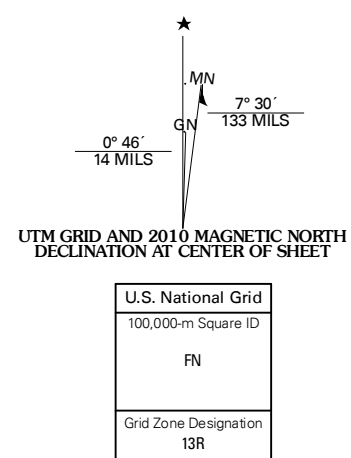 MN
GN
7° 30´
133 MILS
0° 46´
14 MILS
UTM GRID AND 2010 MAGNETIC NORTH
DECLINATION AT CENTER OF SHEET
U.S. National Grid
100,000-m Square ID
FN
Grid Zone Designation
13R